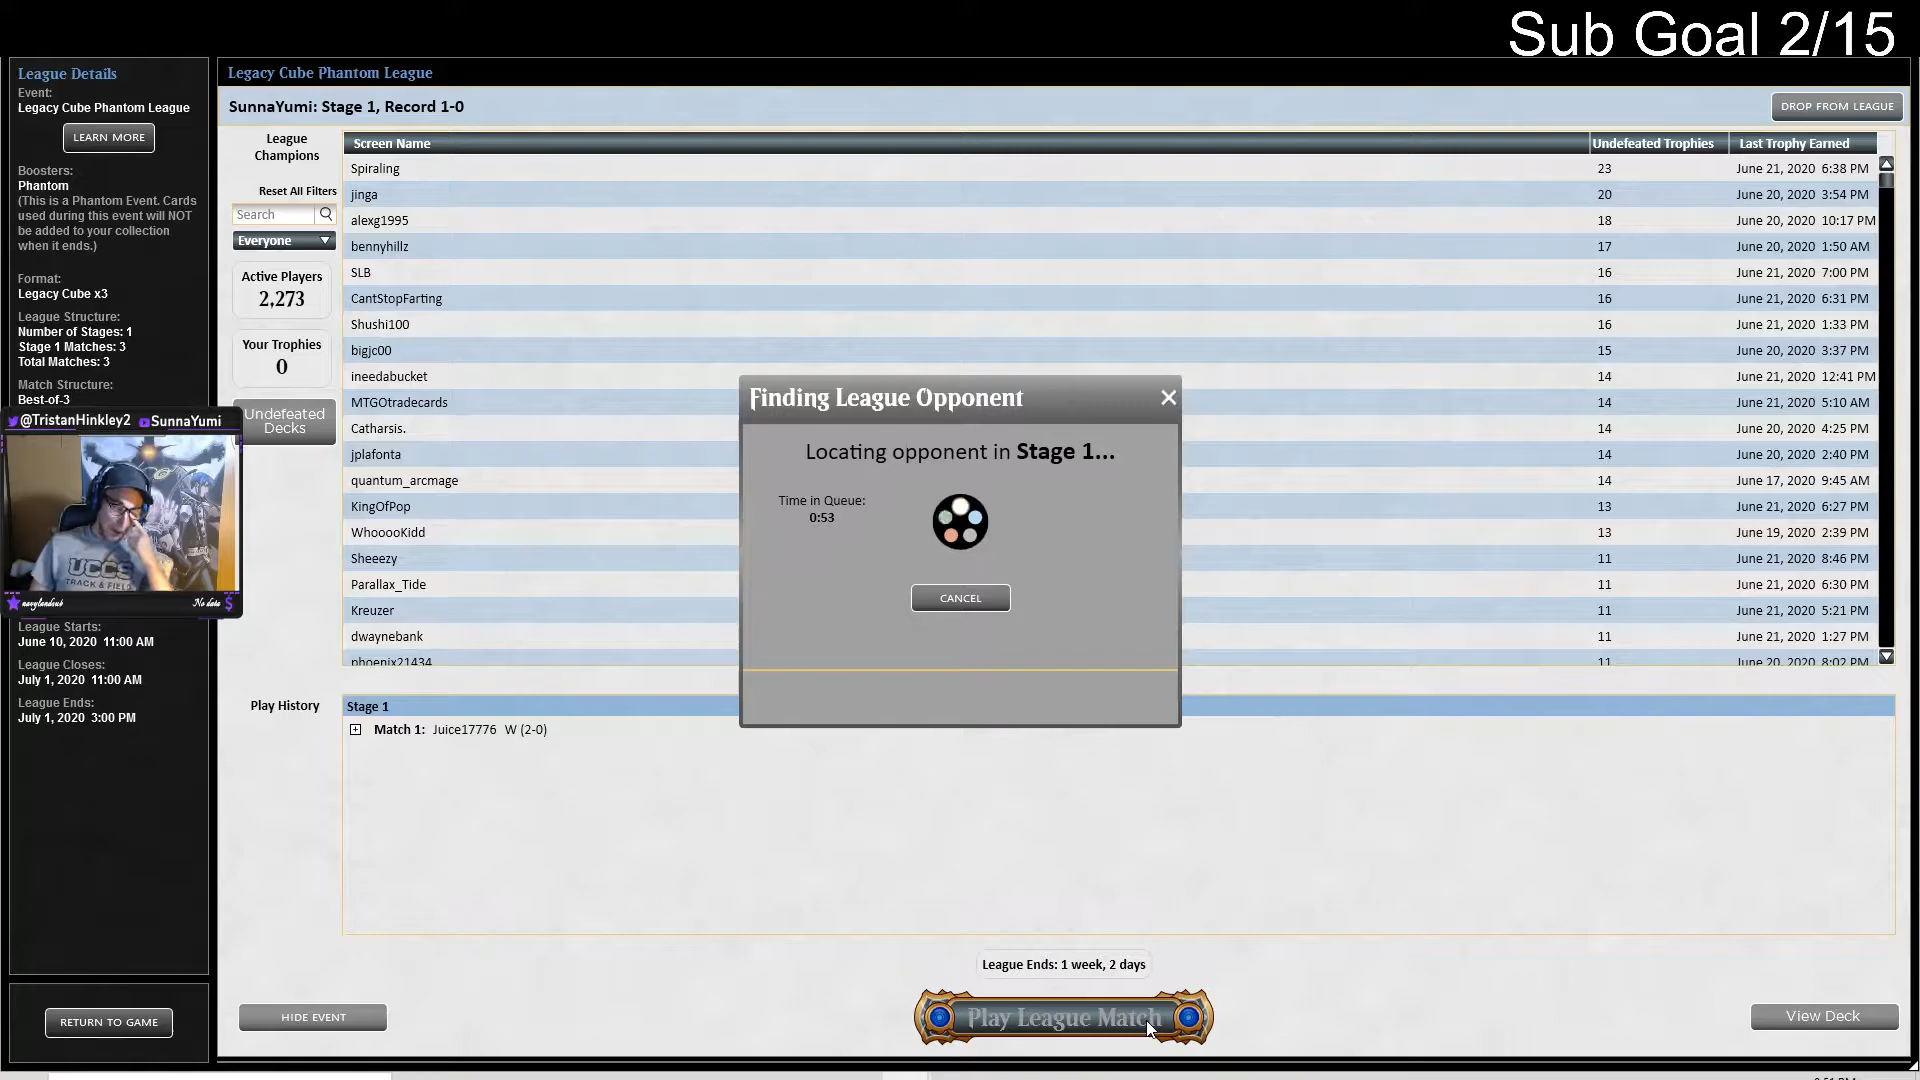 Sub Goal 2/15
League Details
Event:
Legacy Cube Phantom League
LEARN MORE
Boosters:
Phantom
(This is a Phantom Event. Cards
used during this event will NOT
be added to your collection
when it ends.)
Format:
Legacy Cube x3
League Structure:
Number of Stages: 1
Stage 1 Matches: 3
Total Matches: 3
Match Structure:
Best-of-3
@TristanHinkley2 SunnaYumi
UCCS
TRACK & FIELD
navylandsub No data $
League Starts:
June 10, 2020 11:00 AM
League Closes:
July 1, 2020 11:00 AM
League Ends:
July 1, 2020 3:00 PM
RETURN TO GAME
Legacy Cube Phantom League
SunnaYumi: Stage 1, Record 1-0
DROP FROM LEAGUE
League
Champions
Reset All Filters
Search
Everyone
Active Players
2,273
Your Trophies
0
Undefeated
Decks
Screen Name Undefeated Trophies Last Trophy Earned
Spiraling 23 June 21, 2020 6:38 PM
jinga 20 June 20, 2020 3:54 PM
alexg1995 18 June 20, 2020 10:17 PM
bennyhillz 17 June 20, 2020 1:50 AM
SLB 16 June 21, 2020 7:00 PM
CantStopFarting 16 June 21, 2020 6:31 PM
Shushi100 16 June 21, 2020 1:33 PM
bigjc00 15 June 20, 2020 3:37 PM
ineedabucket 14 June 21, 2020 12:41 PM
MTGOtradecards 14 June 21, 2020 5:10 AM
Catharsis. 14 June 20, 2020 4:25 PM
jplafonta 14 June 20, 2020 2:40 PM
quantum_arcmage 14 June 17, 2020 9:45 AM
KingOfPop 13 June 21, 2020 6:27 PM
WhooooKidd 13 June 19, 2020 2:39 PM
Sheeezy 11 June 21, 2020 8:46 PM
Parallax_Tide 11 June 21, 2020 6:30 PM
Kreuzer 11 June 21, 2020 5:21 PM
dwaynebank 11 June 21, 2020 1:27 PM
phoenix21434 11 June 20, 2020 8:02 PM
Finding League Opponent
Locating opponent in Stage 1...
Time in Queue:
0:53
CANCEL
Play History
Stage 1
Match 1: Juice17776 W (2-0)
League Ends: 1 week, 2 days
HIDE EVENT
Play League Match
View Deck